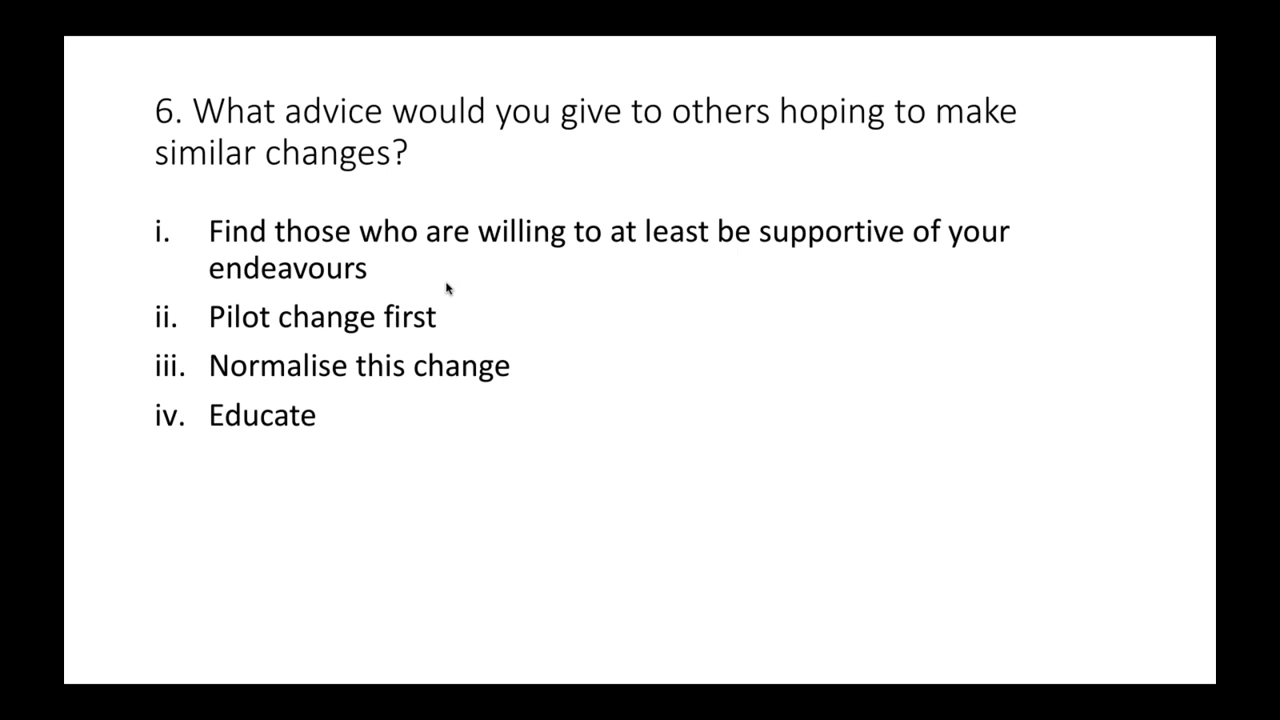 6. What advice would you give to others hoping to make
similar changes?
i. Find those who are willing to at least be supportive of your
endeavours
ii. Pilot change first
iii. Normalise this change
iv. Educate